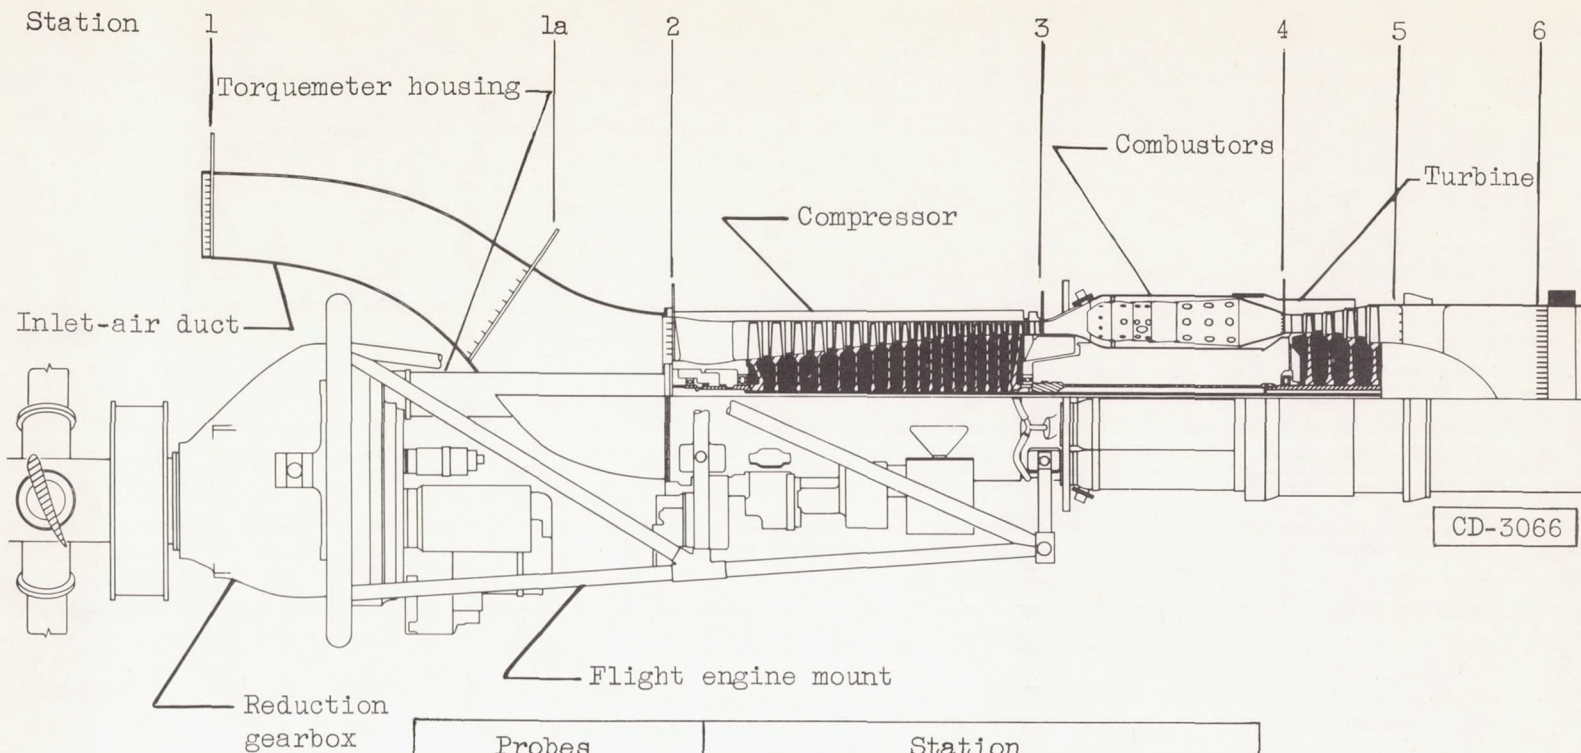 Station 1 1a 2 3 4 5 6
Torquemeter housing
Combustors
Turbine
Compressor
Inlet-air duct
CD-3066
Flight engine mount
Reduction
gearbox
Probes Station